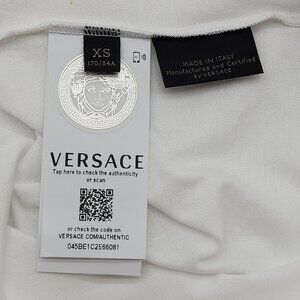 XS
170/84A
MADE IN ITALY
Manufactured and Certified
by VERSACE
VERSACE
Tap here to check the authenticity
or scan
or check the code on
VERSACE.COM/AUTHENTIC
045BE1C2E66081